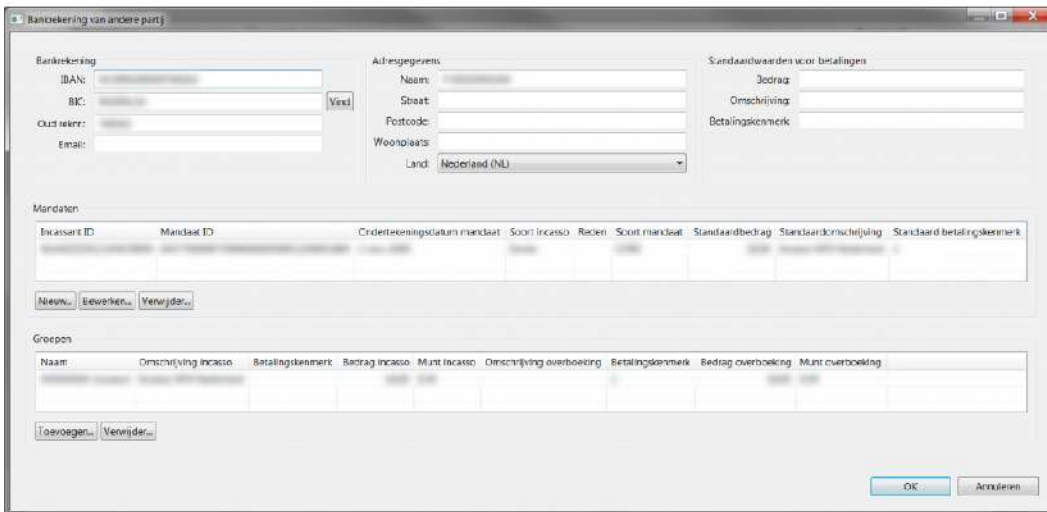 Bankrekening van andere partij
Bankrekening
IBAN:
BIC:
Vind
Oud reknr:
Email:
Adresgegevens
Naam:
Straat:
Postcode:
Woonplaats:
Land: Nederland (NL)
Standaardwaarden voor betalingen
Bedrag:
Omschrijving:
Betalingskenmerk
Mandaten
Incassant ID Mandaat ID Ondertekeningsdatum mandaat Soort incasso Reden Soort mandaat Standaardbedrag Standaardomschrijving Standaard betalingskenmerk
Nieuw... Bewerken... Verwijder...
Groepen
Naam Omschrijving incasso Betalingskenmerk Bedrag incasso Munt incasso Omschrijving overboeking Betalingskenmerk Bedrag overboeking Munt overboeking
Toevoegen... Verwijder...
OK Annuleren